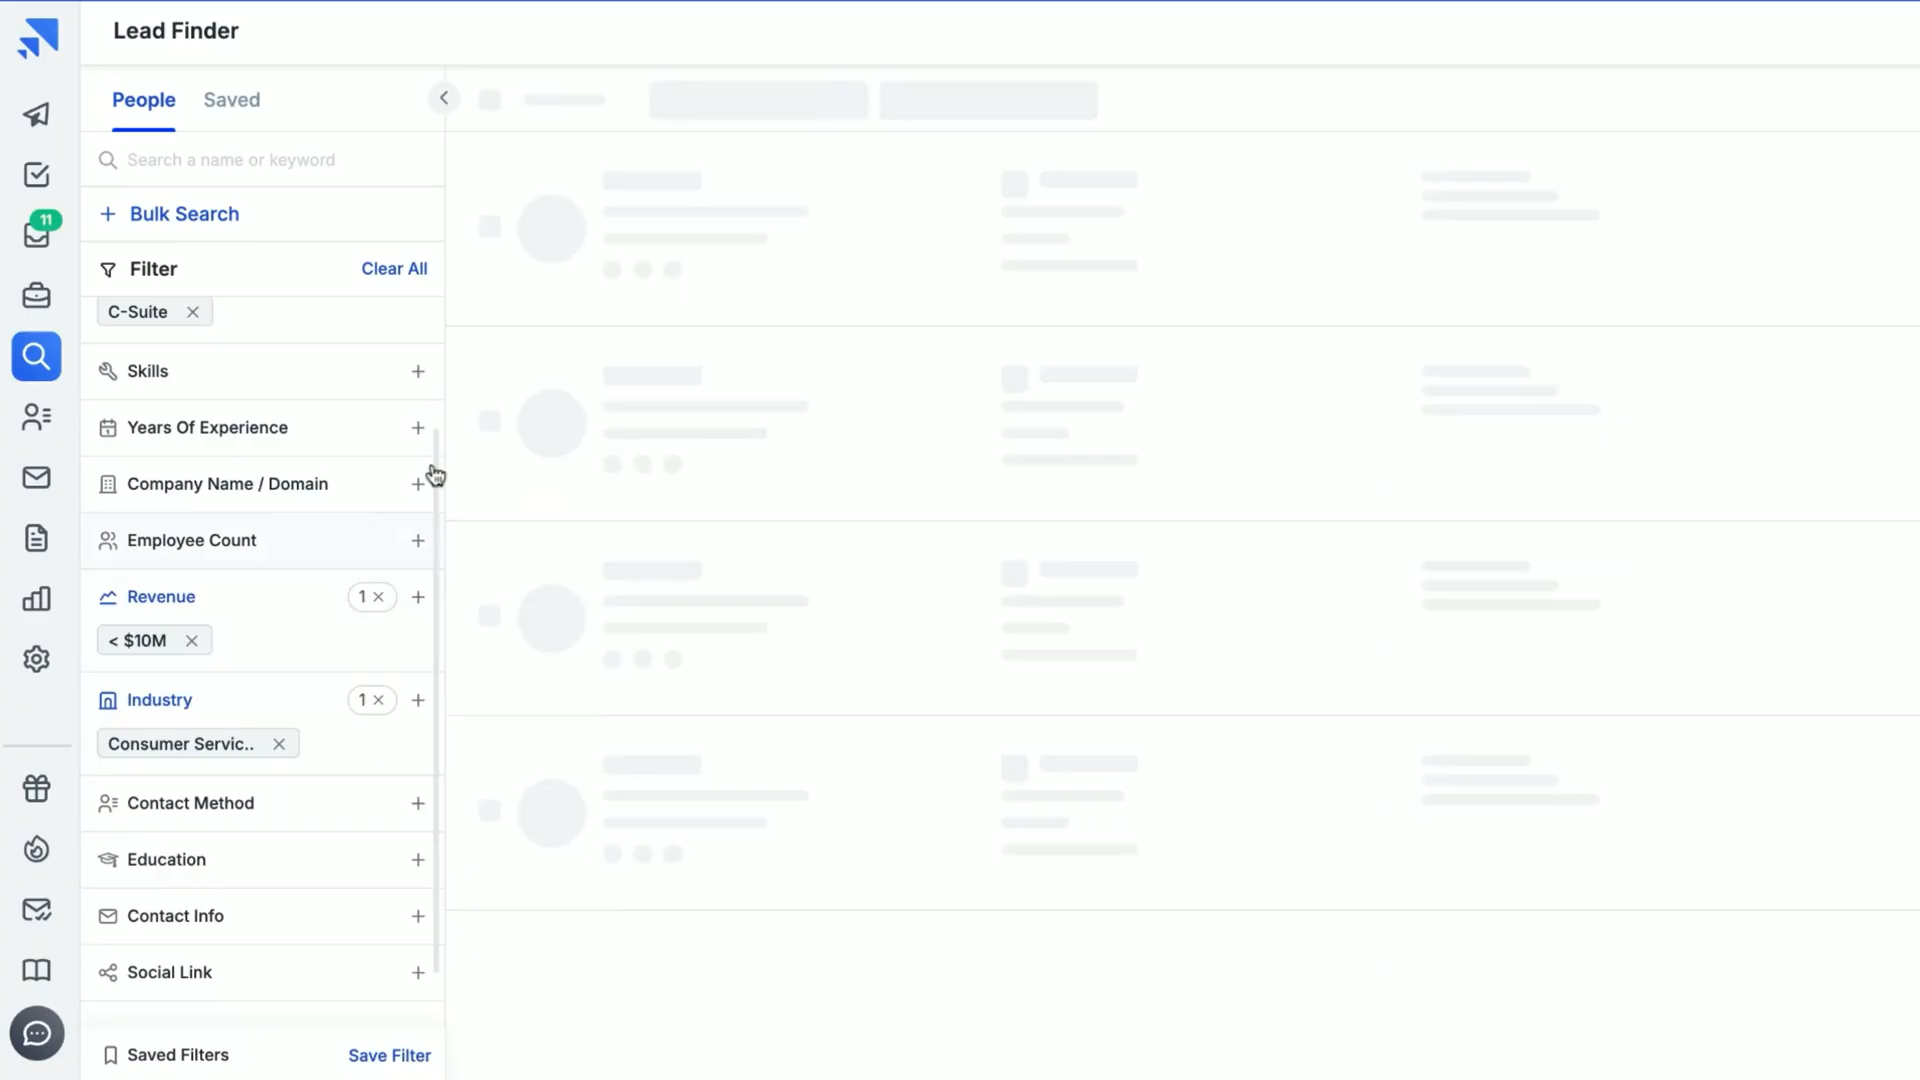 Lead Finder
People Saved
Search a name or keyword
+ Bulk Search
Filter Clear All
C-Suite ×
Skills +
Years Of Experience +
Company Name / Domain +
Employee Count +
Revenue 1 × +
< $10M ×
Industry 1 × +
Consumer Servic.. ×
Contact Method +
Education +
Contact Info +
Social Link +
Saved Filters Save Filter
11